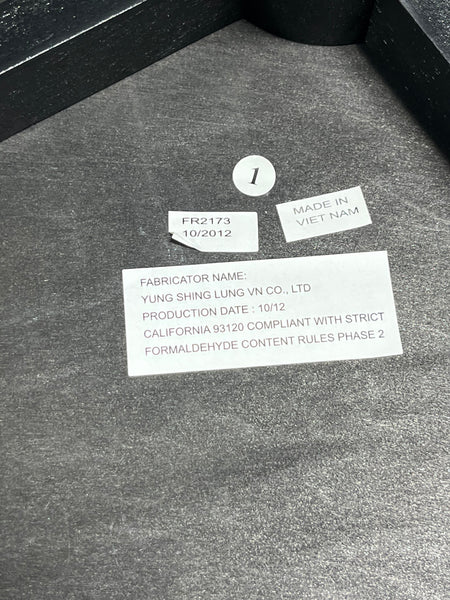 1
FR2173
10/2012
MADE IN
VIET NAM
FABRICATOR NAME:
YUNG SHING LUNG VN CO., LTD
PRODUCTION DATE : 10/12
CALIFORNIA 93120 COMPLIANT WITH STRICT
FORMALDEHYDE CONTENT RULES PHASE 2